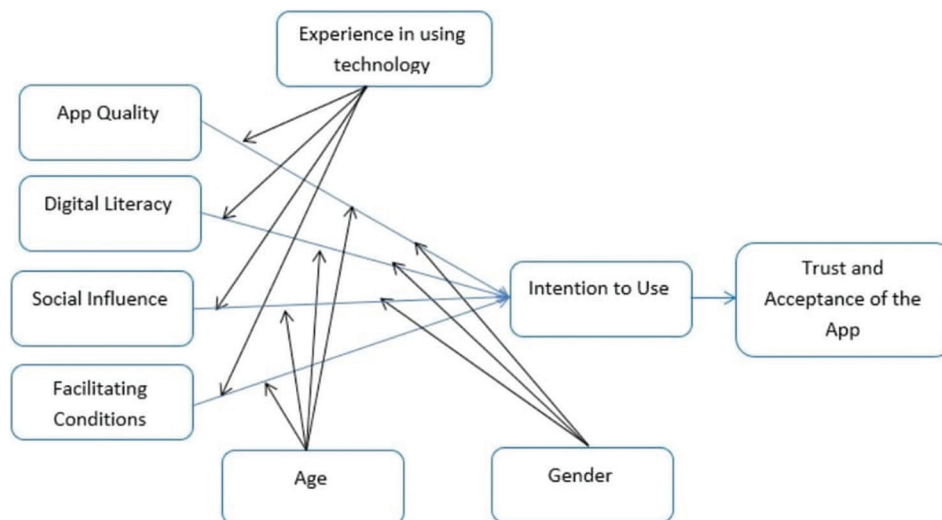 Experience in using
technology
App Quality
Digital Literacy
Social Influence
Intention to Use
Trust and
Acceptance of the
App
Facilitating
Conditions
Age
Gender